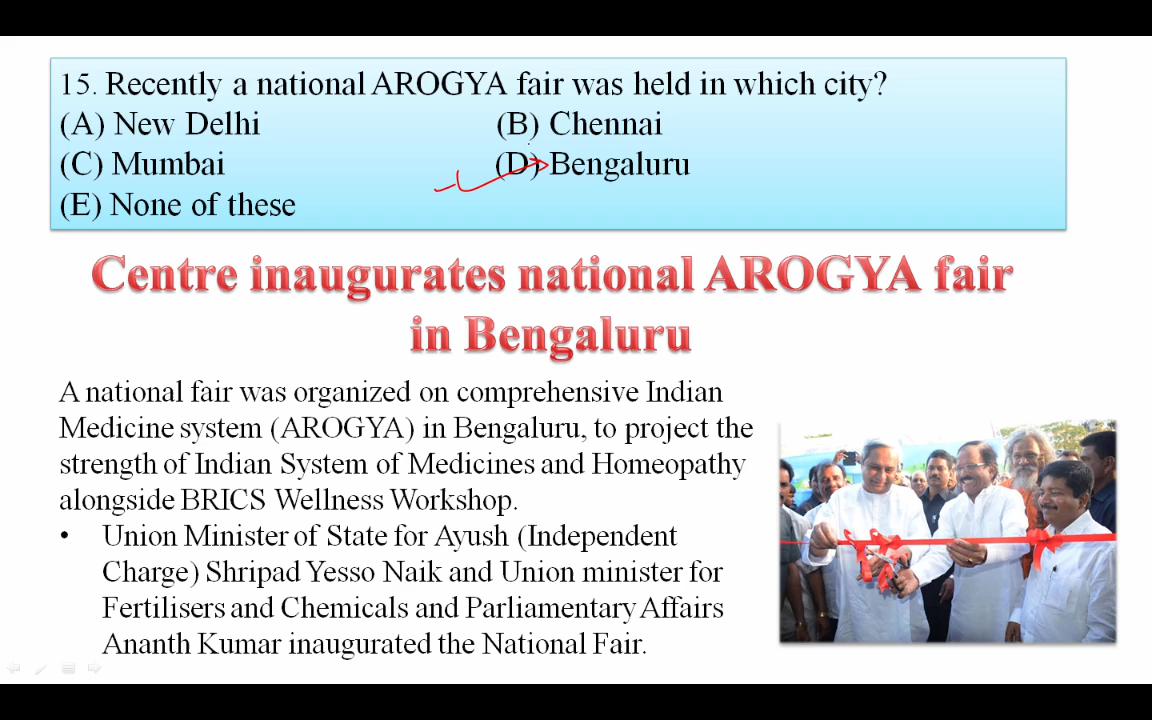 15. Recently a national AROGYA fair was held in which city?
(A) New Delhi (B) Chennai
(C) Mumbai (D) Bengaluru
(E) None of these
Centre inaugurates national AROGYA fair
in Bengaluru
A national fair was organized on comprehensive Indian
Medicine system (AROGYA) in Bengaluru, to project the
strength of Indian System of Medicines and Homeopathy
alongside BRICS Wellness Workshop.
• Union Minister of State for Ayush (Independent
Charge) Shripad Yesso Naik and Union minister for
Fertilisers and Chemicals and Parliamentary Affairs
Ananth Kumar inaugurated the National Fair.